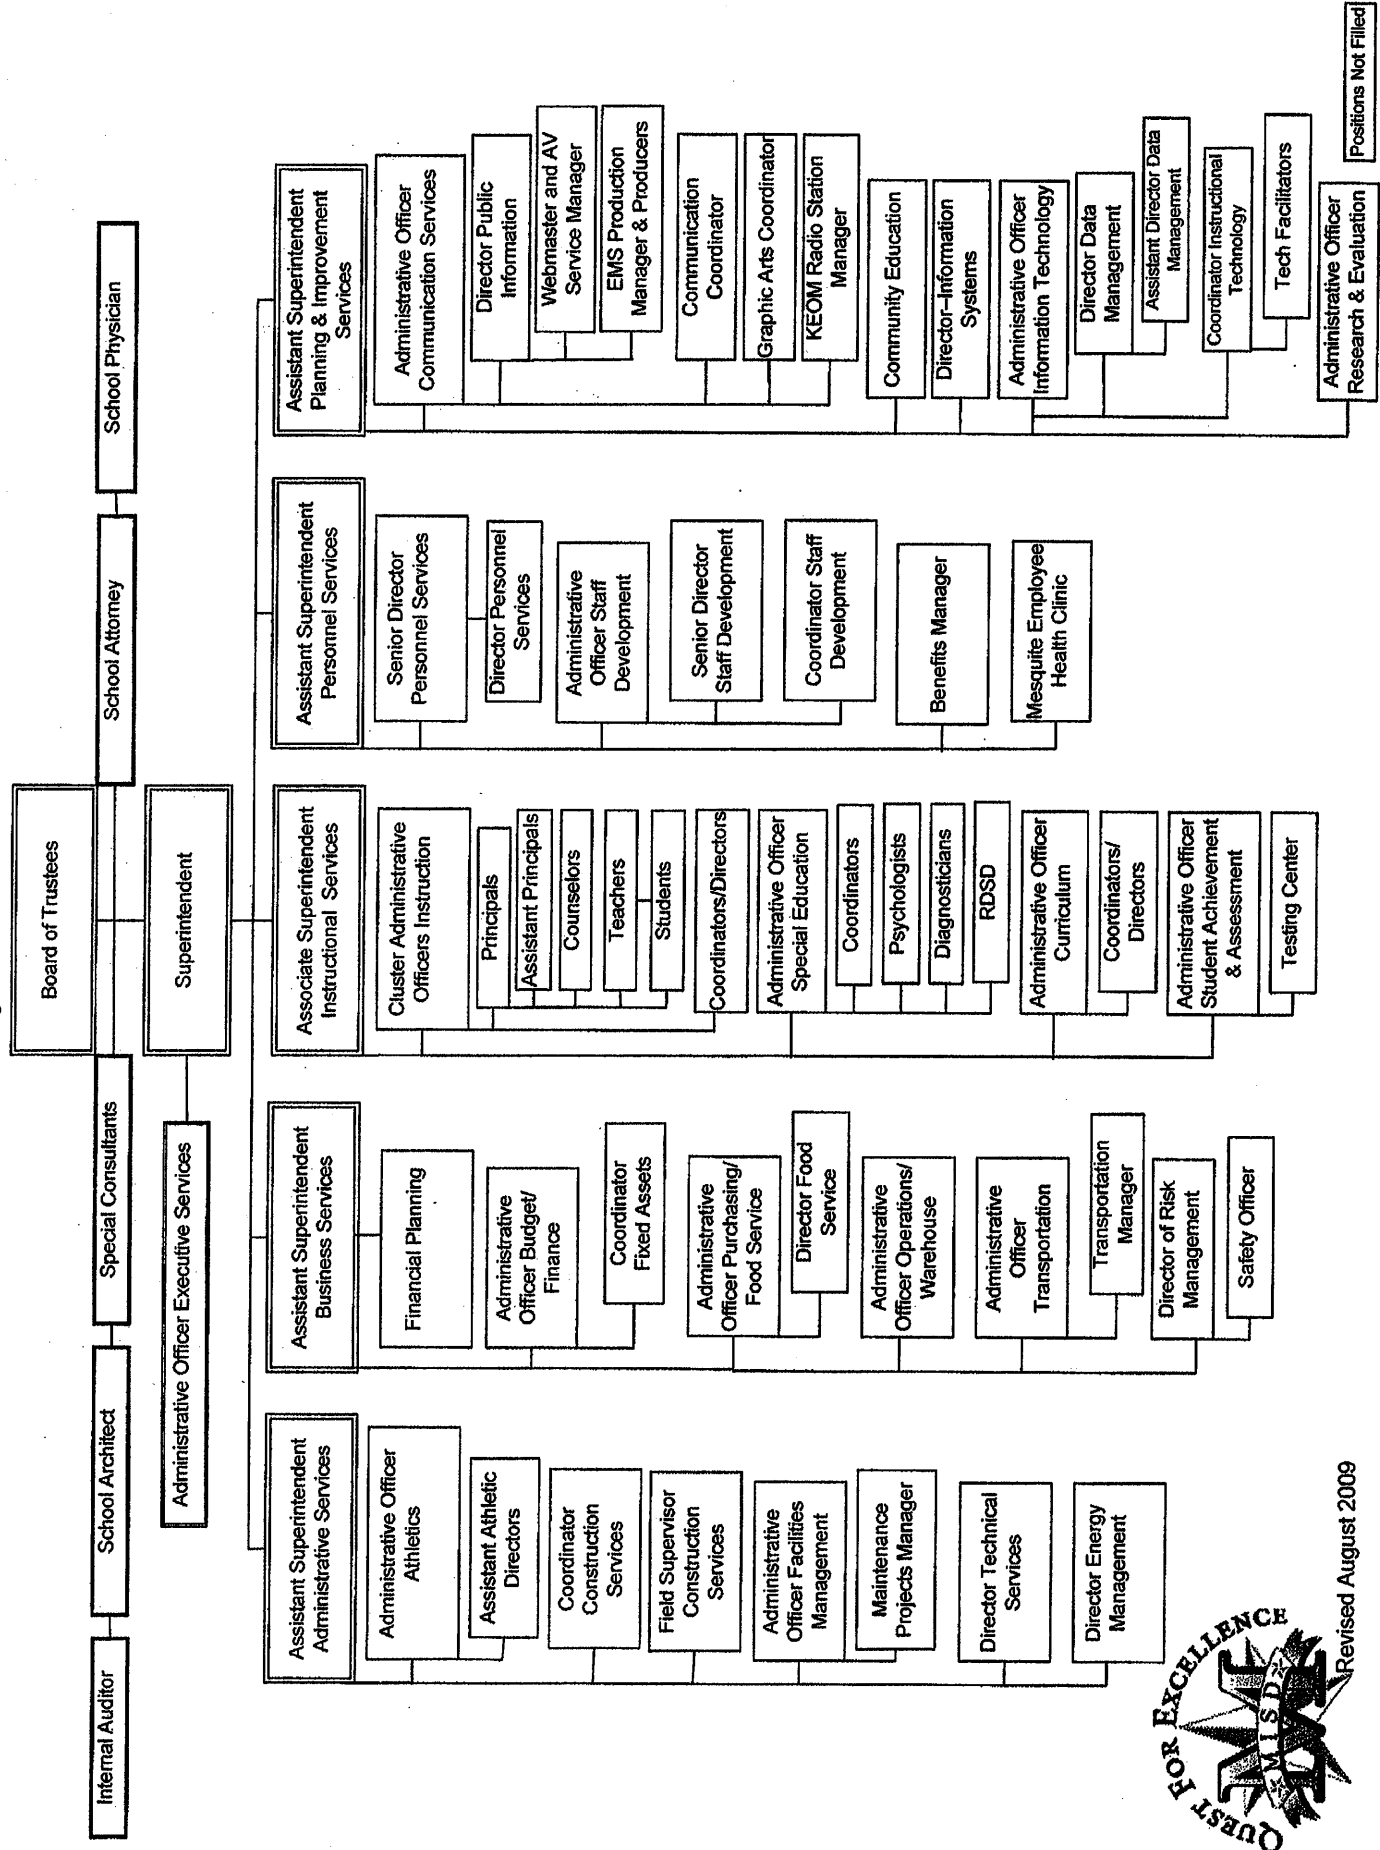 Board of Trustees
Internal Auditor
School Architect
Special Consultants
School Attorney
School Physician
Superintendent
Administrative Officer Executive Services
Assistant Superintendent
Administrative Services
Administrative Officer
Athletics
Assistant Athletic
Directors
Coordinator
Construction
Services
Field Supervisor
Construction
Services
Administrative
Officer Facilities
Management
Maintenance
Projects Manager
Director Technical
Services
Director Energy
Management
Assistant Superintendent
Business Services
Financial Planning
Administrative
Officer Budget/
Finance
Coordinator
Fixed Assets
Administrative
Officer Purchasing/
Food Service
Director Food
Service
Administrative
Officer Operations/
Warehouse
Administrative
Officer
Transportation
Transportation
Manager
Director of Risk
Management
Safety Officer
Associate Superintendent
Instructional Services
Cluster Administrative
Officers Instruction
Principals
Assistant Principals
Counselors
Teachers
Students
Coordinators/Directors
Administrative Officer
Special Education
Coordinators
Psychologists
Diagnosticians
RDSD
Administrative Officer
Curriculum
Coordinators/
Directors
Administrative Officer
Student Achievement
& Assessment
Testing Center
Assistant Superintendent
Personnel Services
Senior Director
Personnel Services
Director Personnel
Services
Administrative
Officer Staff
Development
Senior Director
Staff Development
Coordinator Staff
Development
Benefits Manager
Mesquite Employee
Health Clinic
Assistant Superintendent
Planning & Improvement
Services
Administrative Officer
Communication Services
Director Public
Information
Webmaster and AV
Service Manager
EMS Production
Manager & Producers
Communication
Coordinator
Graphic Arts Coordinator
KEOM Radio Station
Manager
Community Education
Director–Information
Systems
Administrative Officer
Information Technology
Director Data
Management
Assistant Director Data
Management
Coordinator Instructional
Technology
Tech Facilitators
Administrative Officer
Research & Evaluation
Positions Not Filled
QUEST FOR EXCELLENCE
M
MISD
Revised August 2009